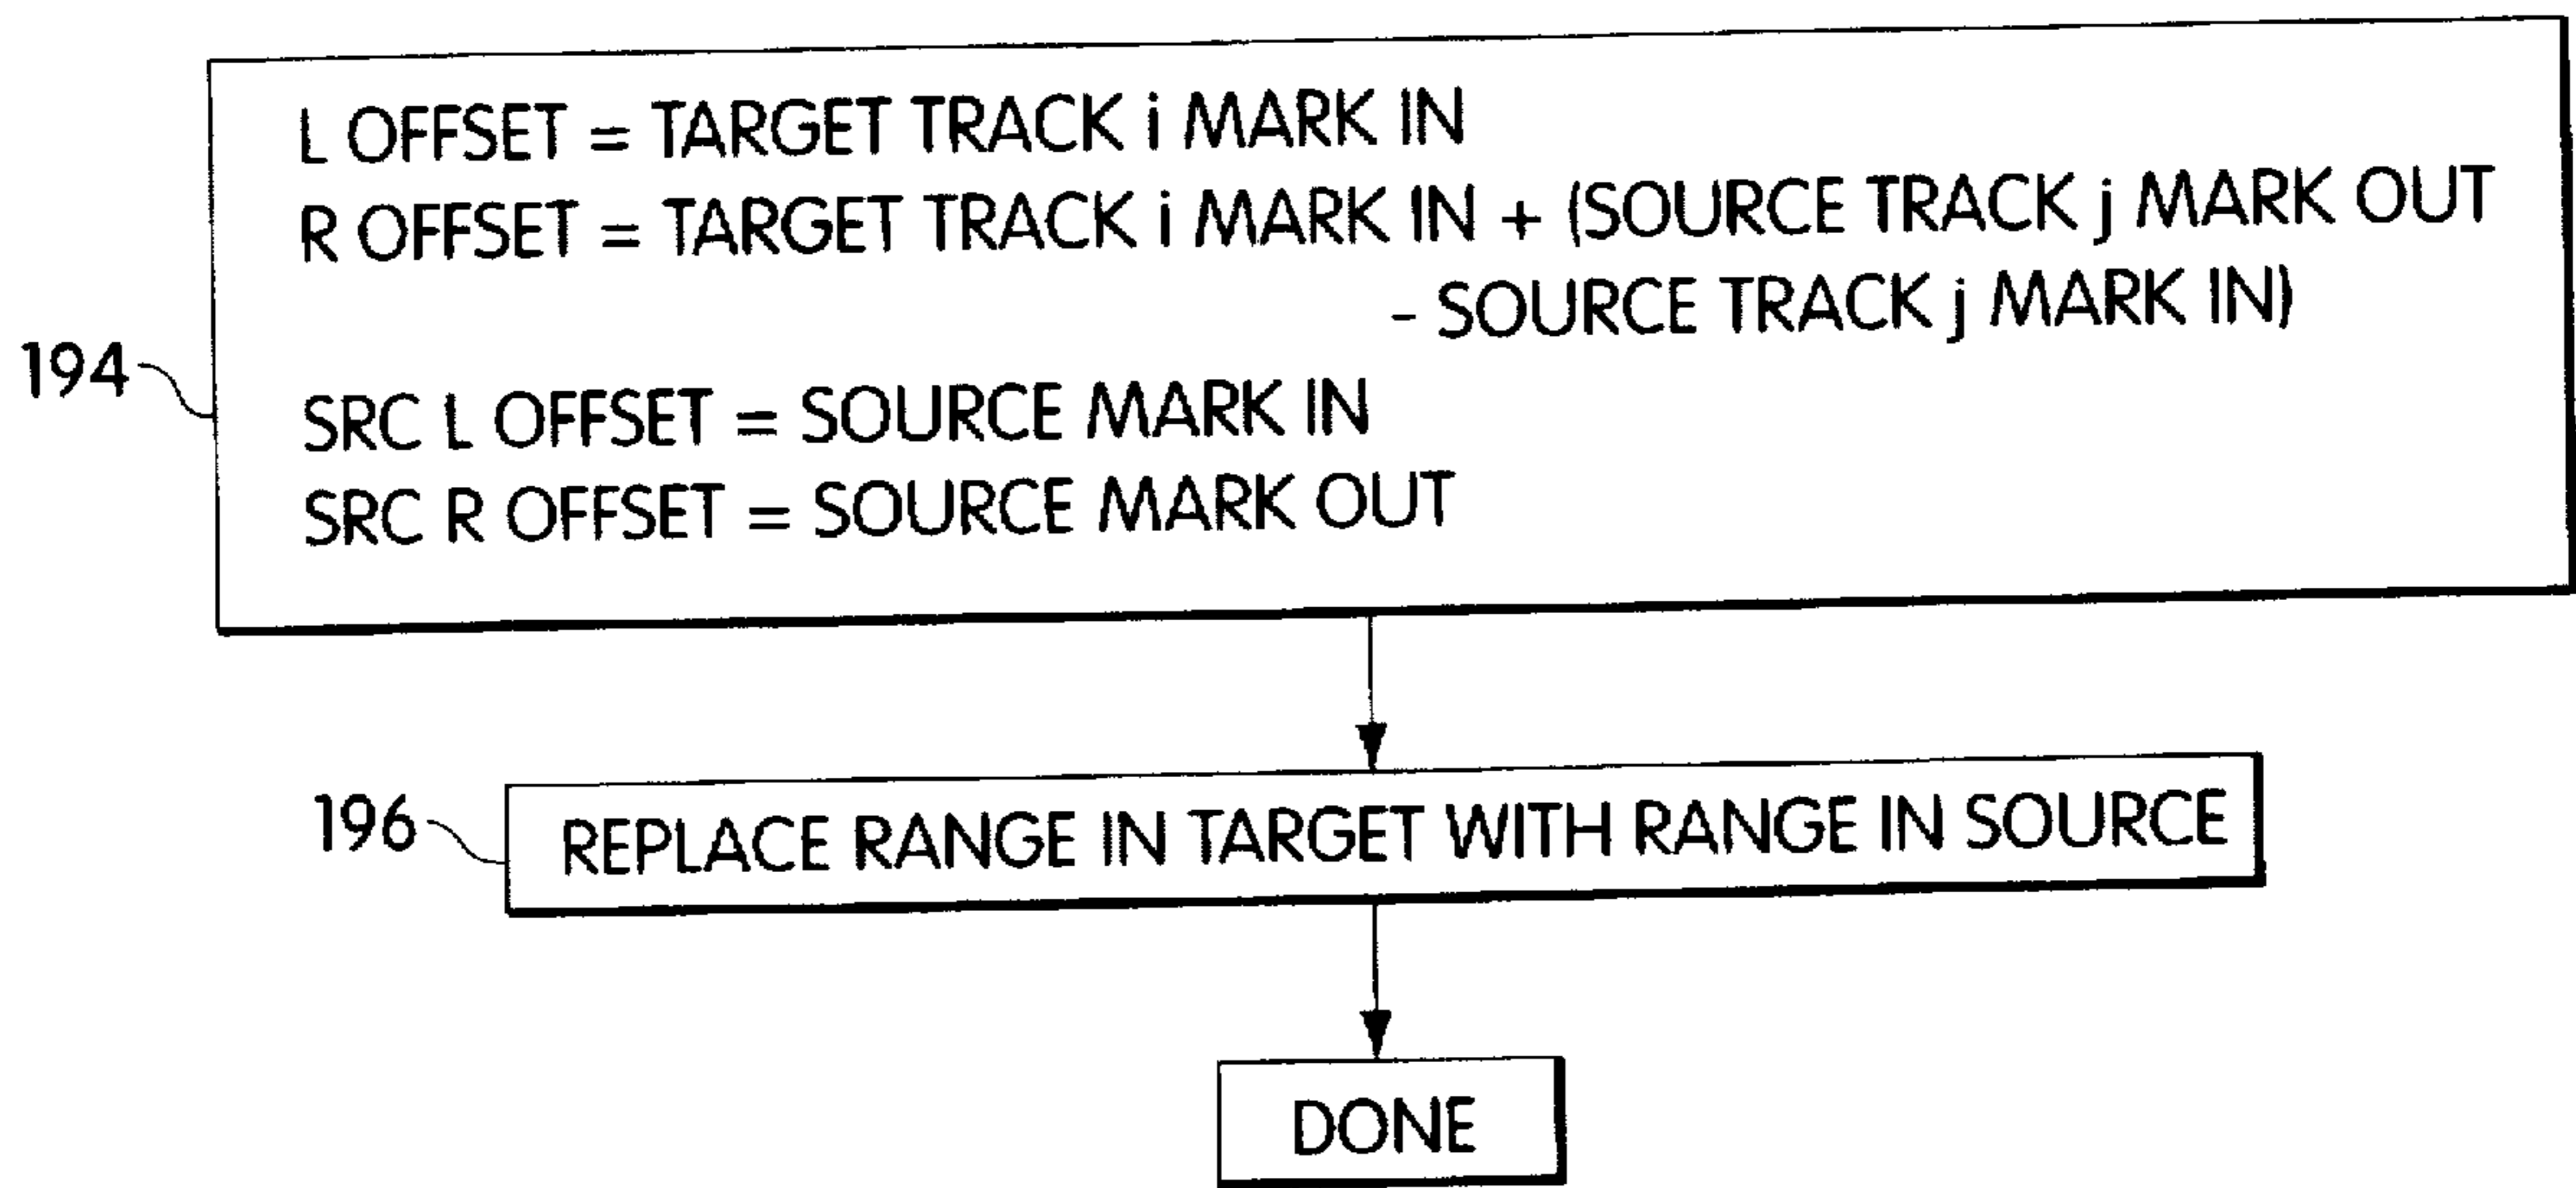 L OFFSET = TARGET TRACK i MARK IN
R OFFSET = TARGET TRACK i MARK IN + (SOURCE TRACK j MARK OUT
- SOURCE TRACK j MARK IN)
194
SRC L OFFSET = SOURCE MARK IN
SRC R OFFSET = SOURCE MARK OUT
196
REPLACE RANGE IN TARGET WITH RANGE IN SOURCE
DONE